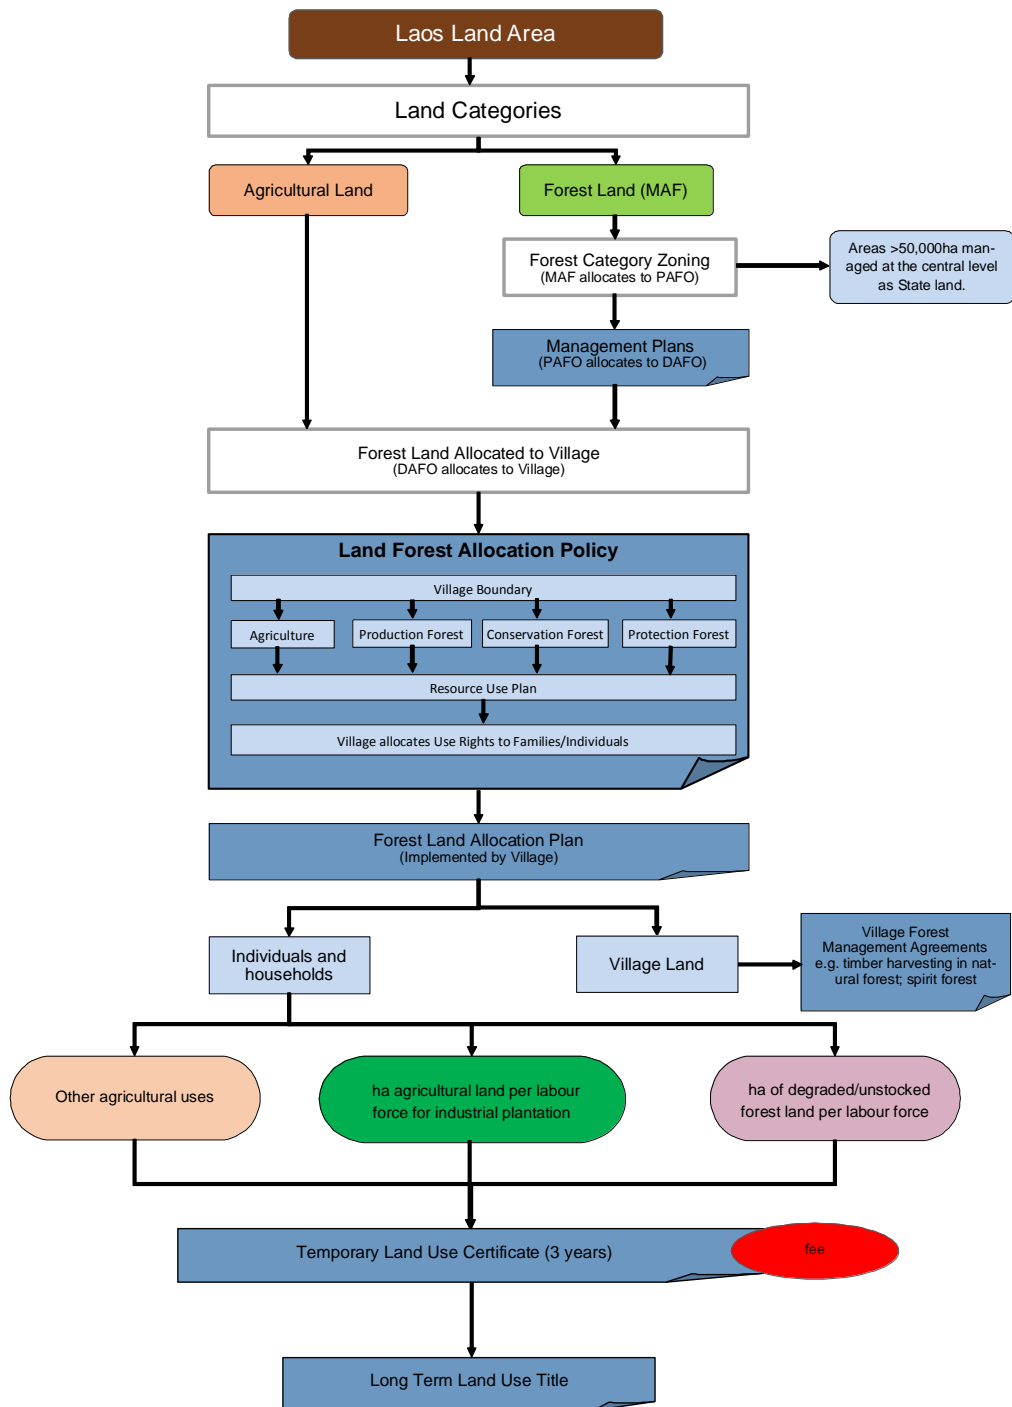 Laos Land Area
Land Categories
Agricultural Land
Forest Land (MAF)
Forest Category Zoning
(MAF allocates to PAFO)
Areas >50,000ha man-
aged at the central level
as State land.
Management Plans
(PAFO allocates to DAFO)
Forest Land Allocated to Village
(DAFO allocates to Village)
Land Forest Allocation Policy
Village Boundary
Agriculture
Production Forest
Conservation Forest
Protection Forest
Resource Use Plan
Village allocates Use Rights to Families/Individuals
Forest Land Allocation Plan
(Implemented by Village)
Individuals and
households
Village Land
Village Forest
Management Agreements
e.g. timber harvesting in nat-
ural forest; spirit forest
Other agricultural uses
ha agricultural land per labour
force for industrial plantation
ha of degraded/unstocked
forest land per labour force
Temporary Land Use Certificate (3 years)
fee
Long Term Land Use Title